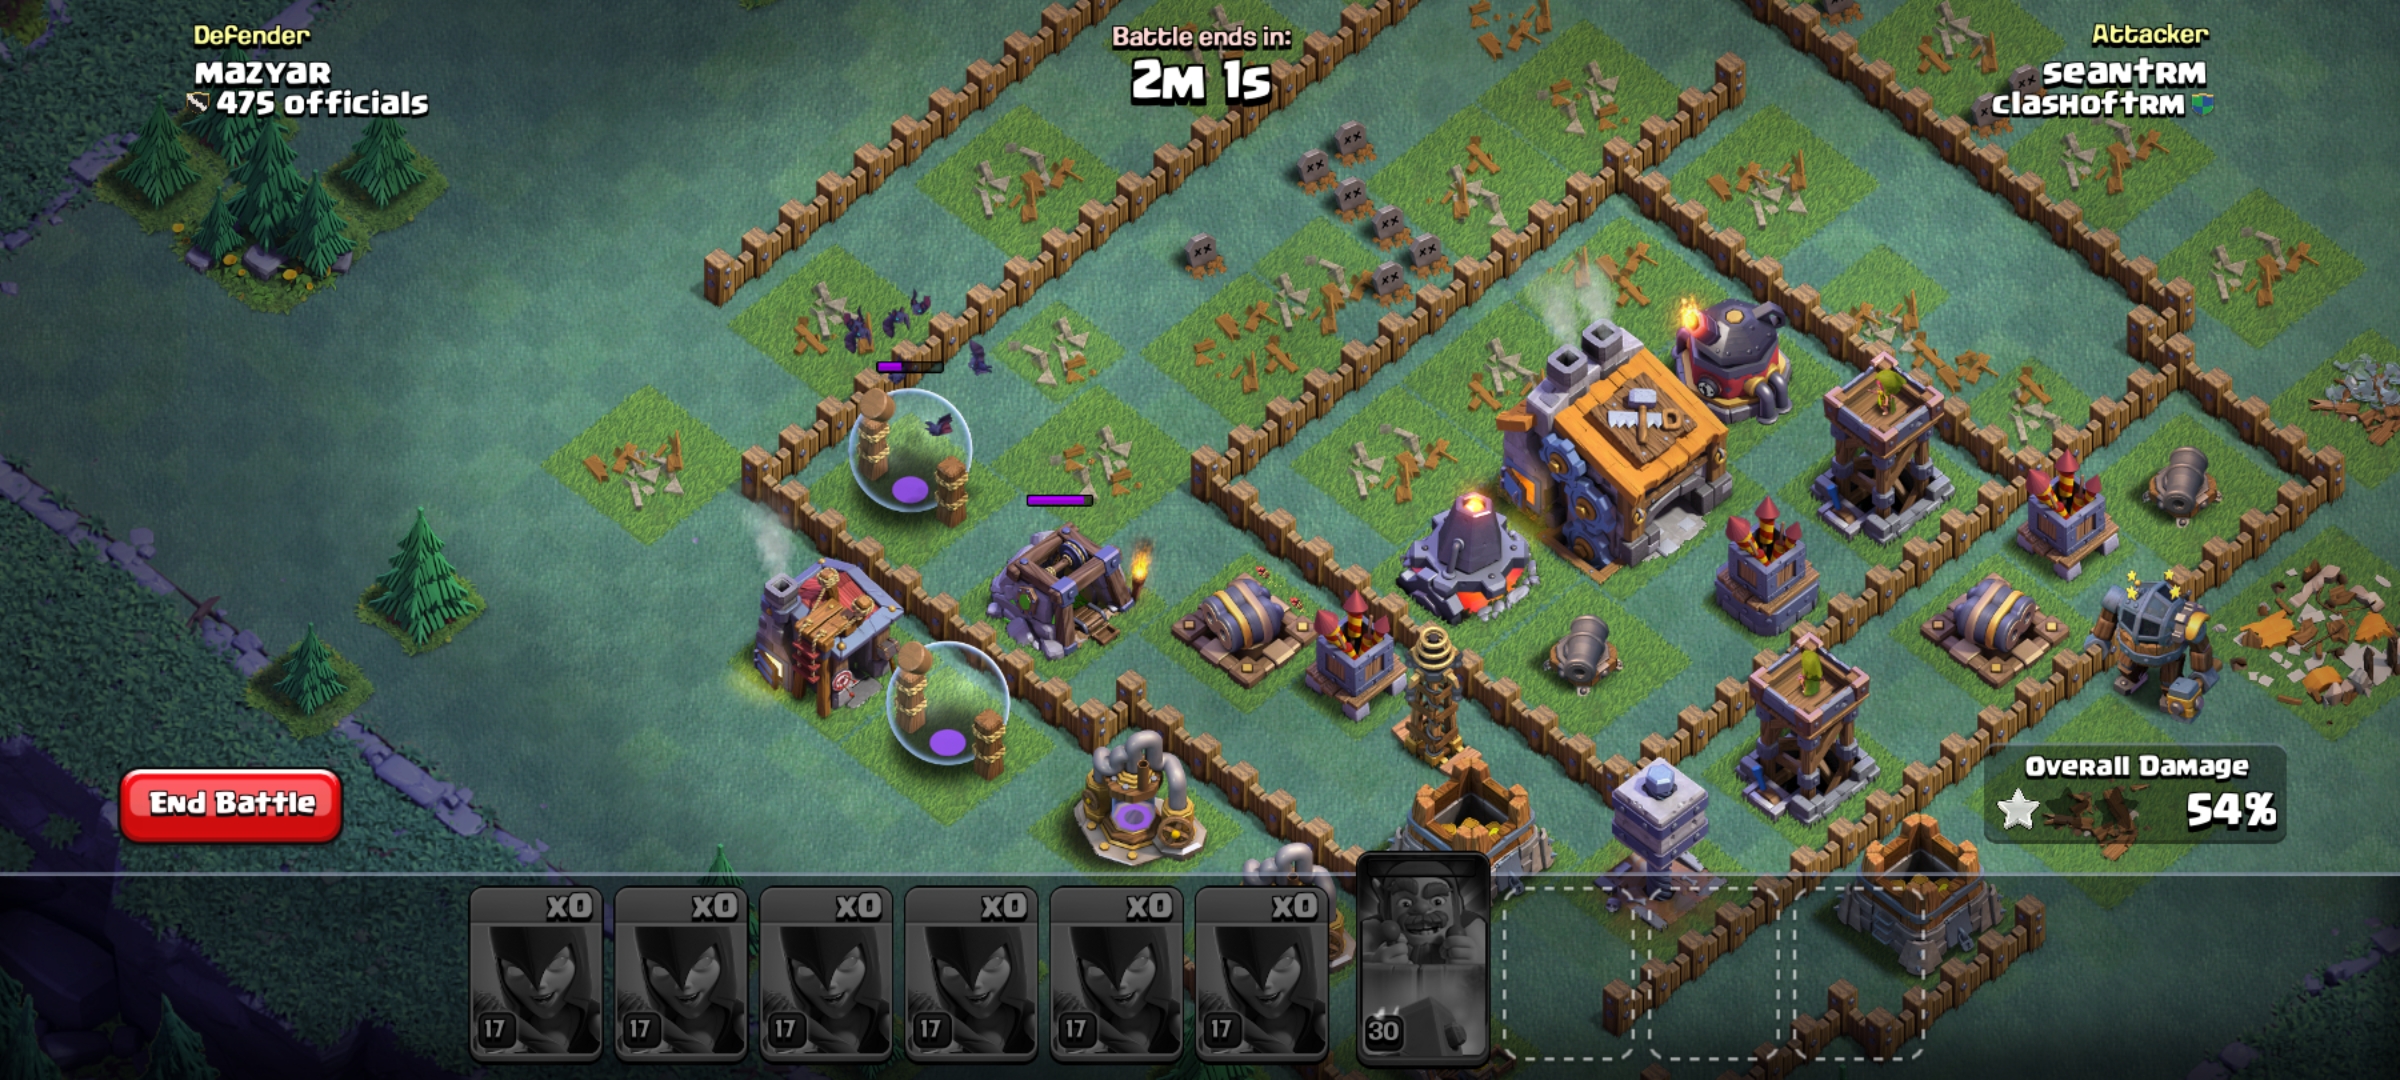 Defender
Mazyar
475 officials
Battle ends in:
2M 1s
Attacker
seantRM
clashoftRM
End Battle
Overall Damage
54%
x0
x0
x0
x0
x0
x0
17
17
17
17
17
17
30